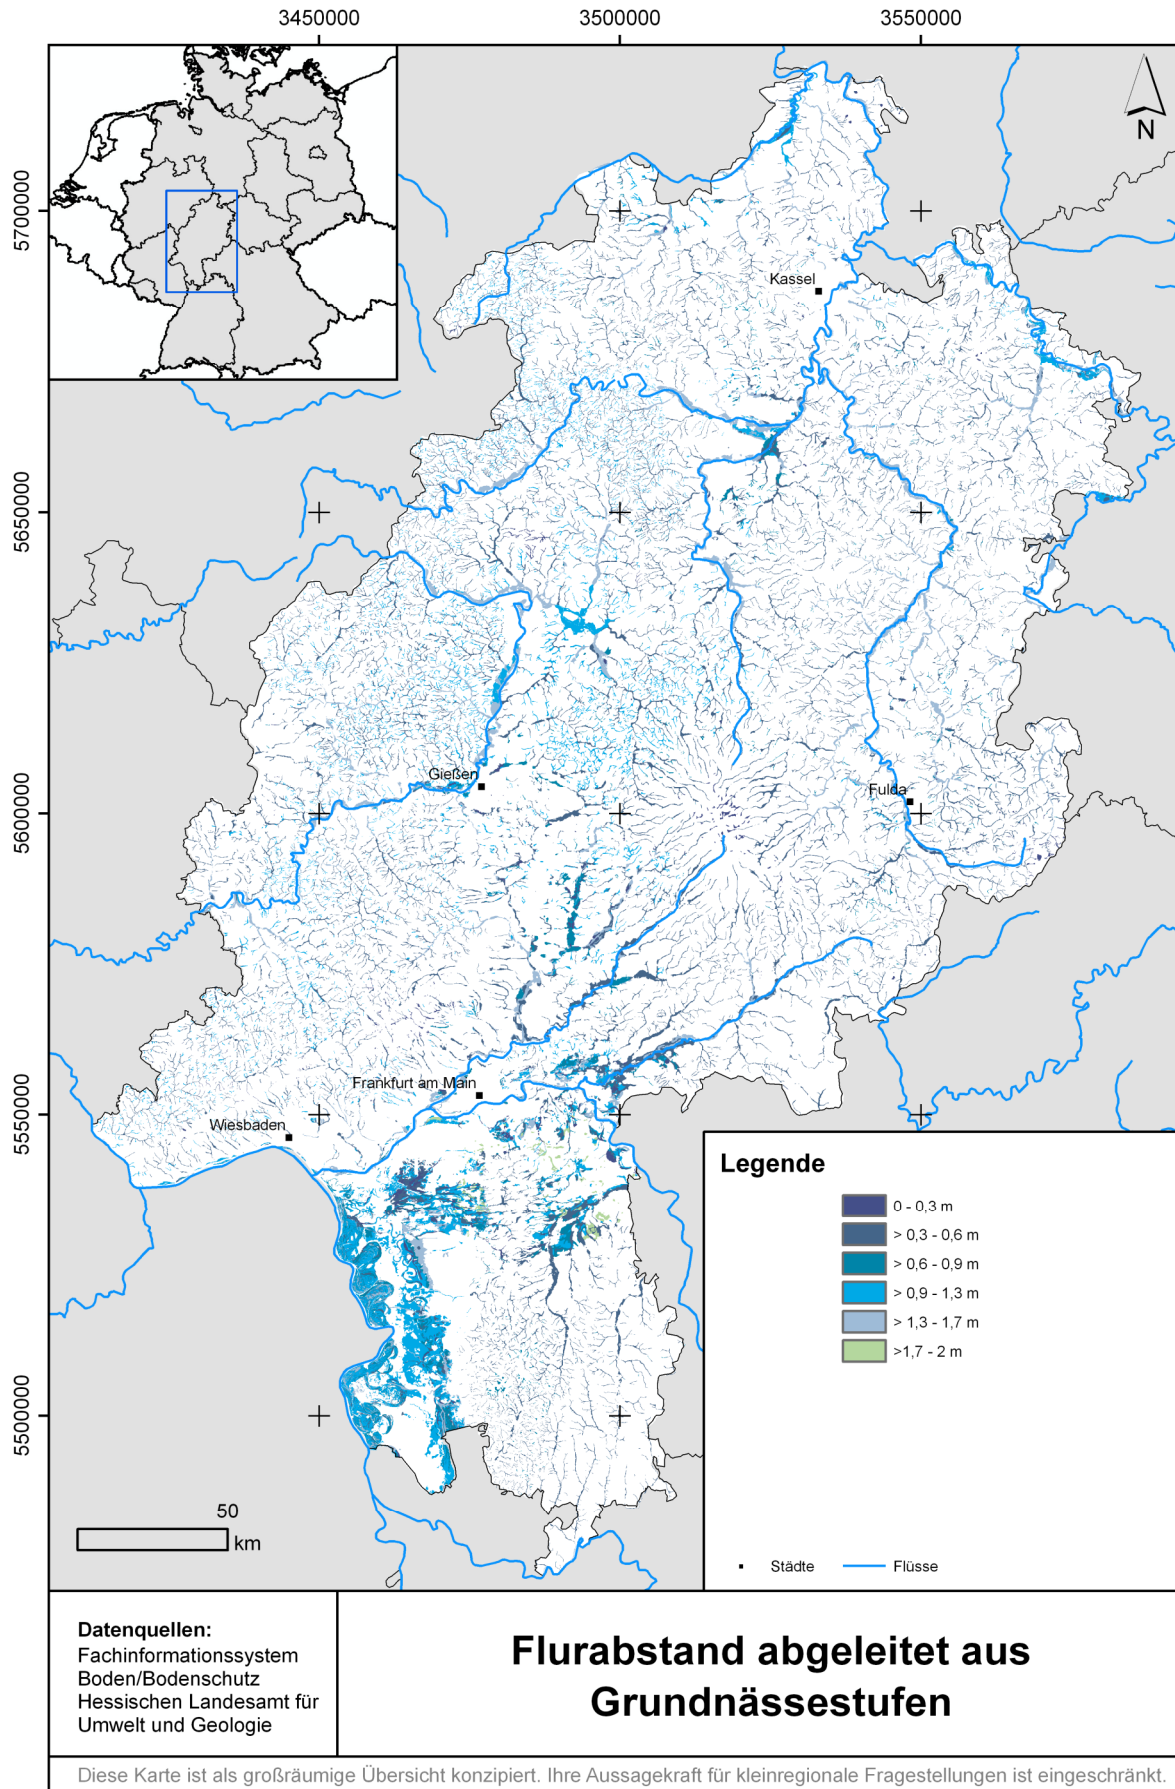 3450000
3500000
3550000
5700000
5650000
5600000
5550000
5500000
N
Kassel
Gießen
Fulda
Frankfurt am Main
Wiesbaden
Legende
0 - 0,3 m
> 0,3 - 0,6 m
> 0,6 - 0,9 m
> 0,9 - 1,3 m
> 1,3 - 1,7 m
>1,7 - 2 m
Städte
Flüsse
50
km
Datenquellen:
Fachinformationssystem
Boden/Bodenschutz
Hessischen Landesamt für
Umwelt und Geologie
Flurabstand abgeleitet aus
Grundnässestufen
Diese Karte ist als großräumige Übersicht konzipiert. Ihre Aussagekraft für kleinregionale Fragestellungen ist eingeschränkt.